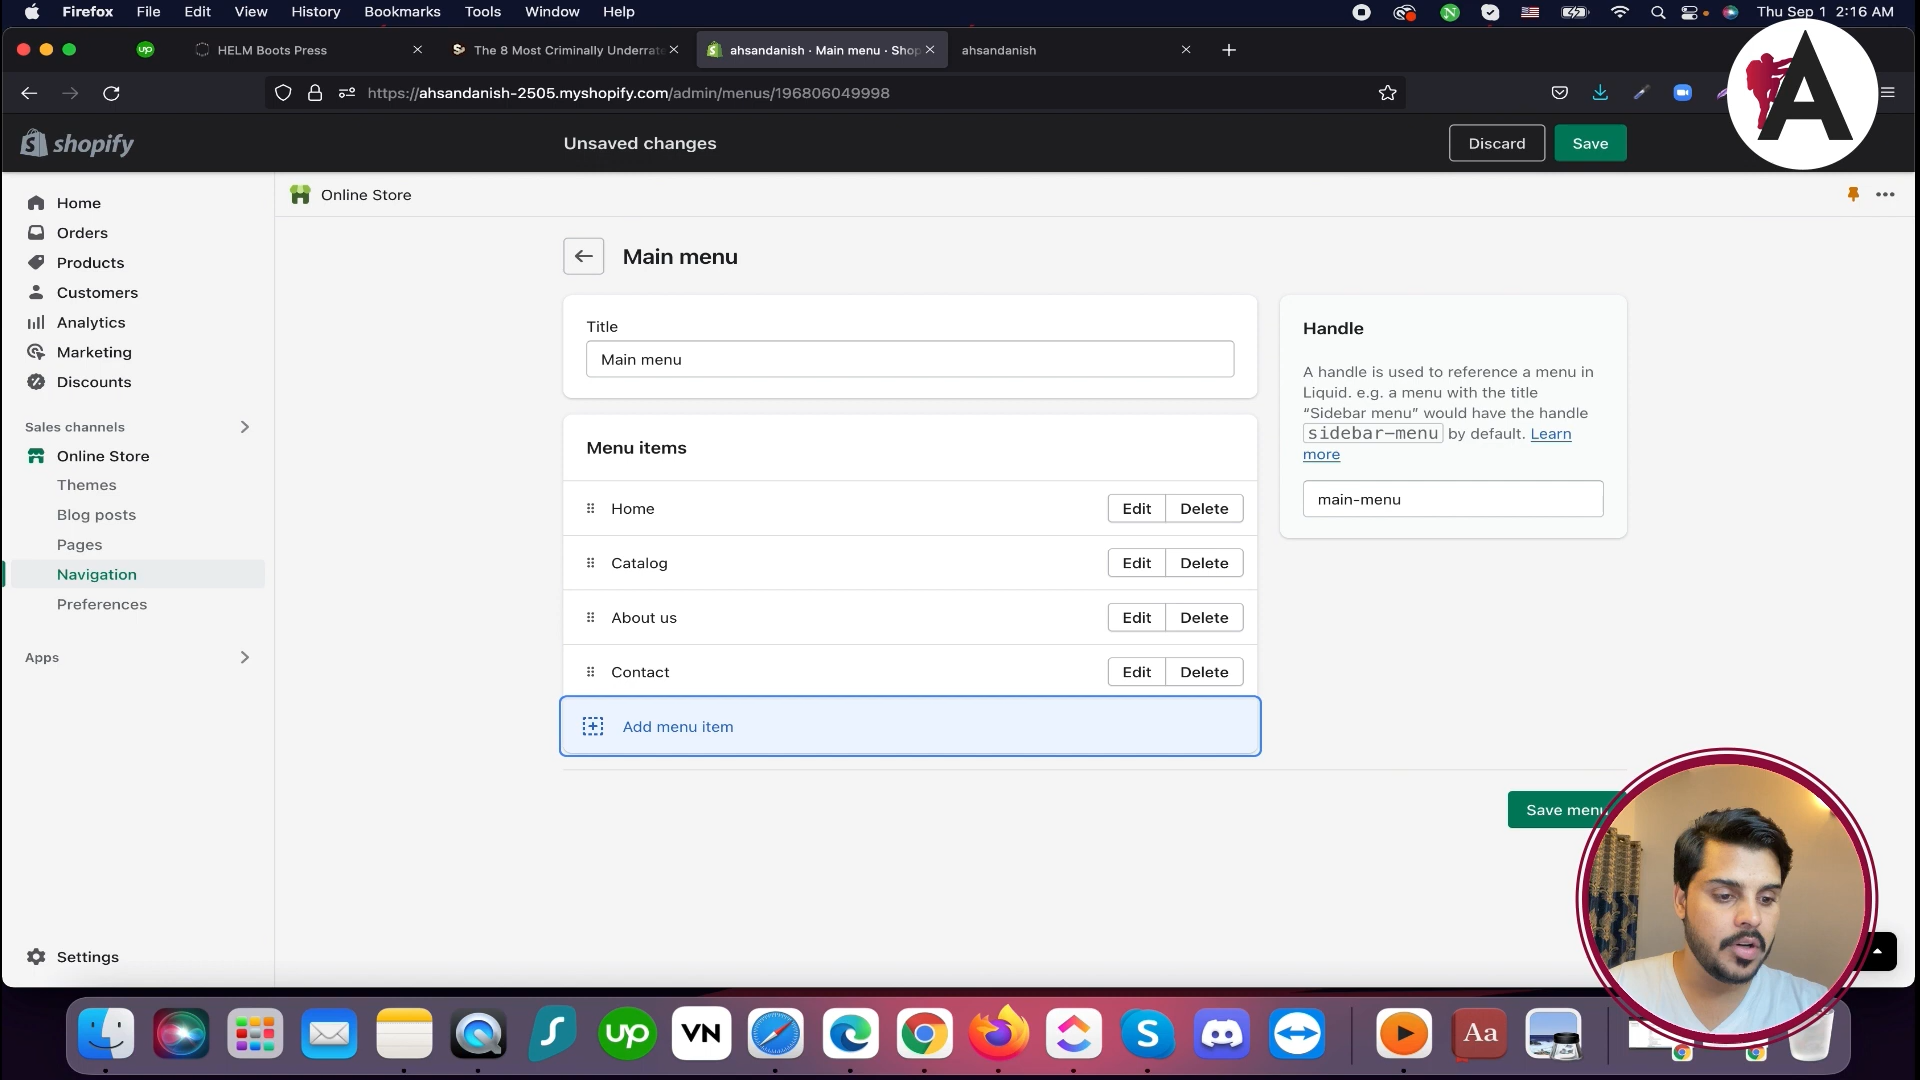 Firefox File Edit View History Bookmarks Tools Window Help
Thu Sep 1 2:16 AM
up HELM Boots Press
The 8 Most Criminally Underrat
ahsandanish · Main menu · Shop
ahsandanish
https://ahsandanish-2505.myshopify.com/admin/menus/196806049998
A
shopify
Unsaved changes
Discard
Save
Home
Orders
Products
Customers
Analytics
Marketing
Discounts
Sales channels
Online Store
Themes
Blog posts
Pages
Navigation
Preferences
Apps
Settings
Online Store
Main menu
Title
Main menu
Menu items
Home Edit Delete
Catalog Edit Delete
About us Edit Delete
Contact Edit Delete
Add menu item
Handle
A handle is used to reference a menu in
Liquid. e.g. a menu with the title
“Sidebar menu” would have the handle
sidebar-menu by default. Learn
more
main-menu
Save menu
up
VN
S
Aa